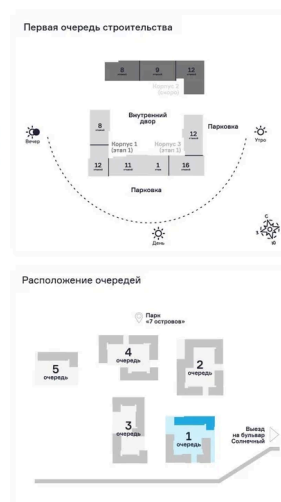 Первая очередь строительства
8 9 12
Корпус 2
Внутренний
двор
8
12
Парковка
Корпус 1
(этап 1)
Корпус 3
(этап 1)
12 11 1 16
Вечер
Утро
Парковка
День
С
З
Ю
Расположение очередей
Парк
«7 островов»
4
очередь
5
очередь
2
очередь
3
очередь
1
очередь
Выезд
на бульвар
Солнечный